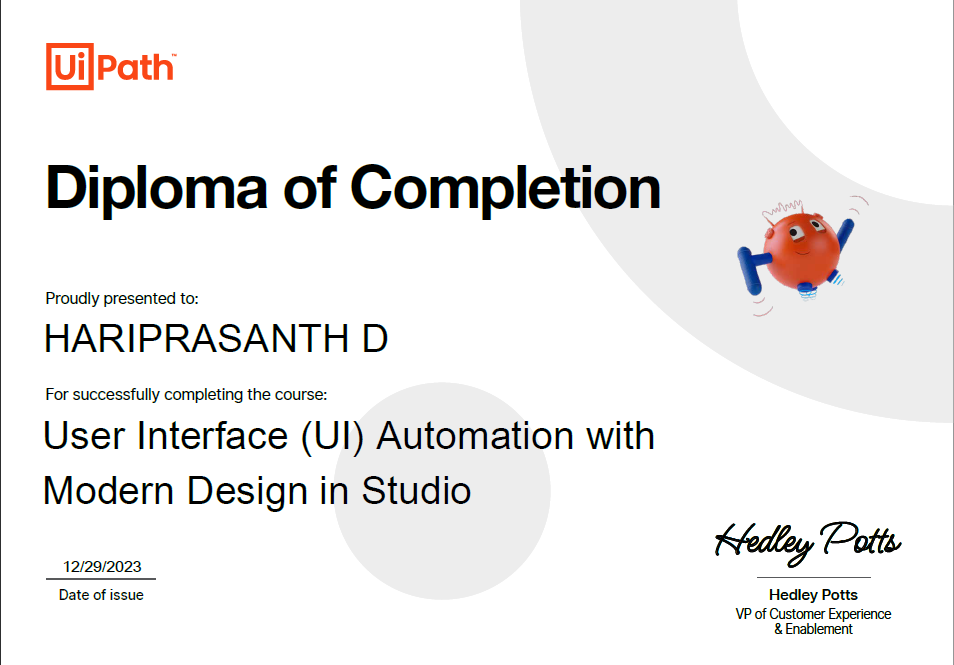 UiPath™
Diploma of Completion
Proudly presented to:
HARIPRASANTH D
For successfully completing the course:
User Interface (UI) Automation with
Modern Design in Studio
12/29/2023
Date of issue
Hedley Potts
Hedley Potts
VP of Customer Experience
& Enablement